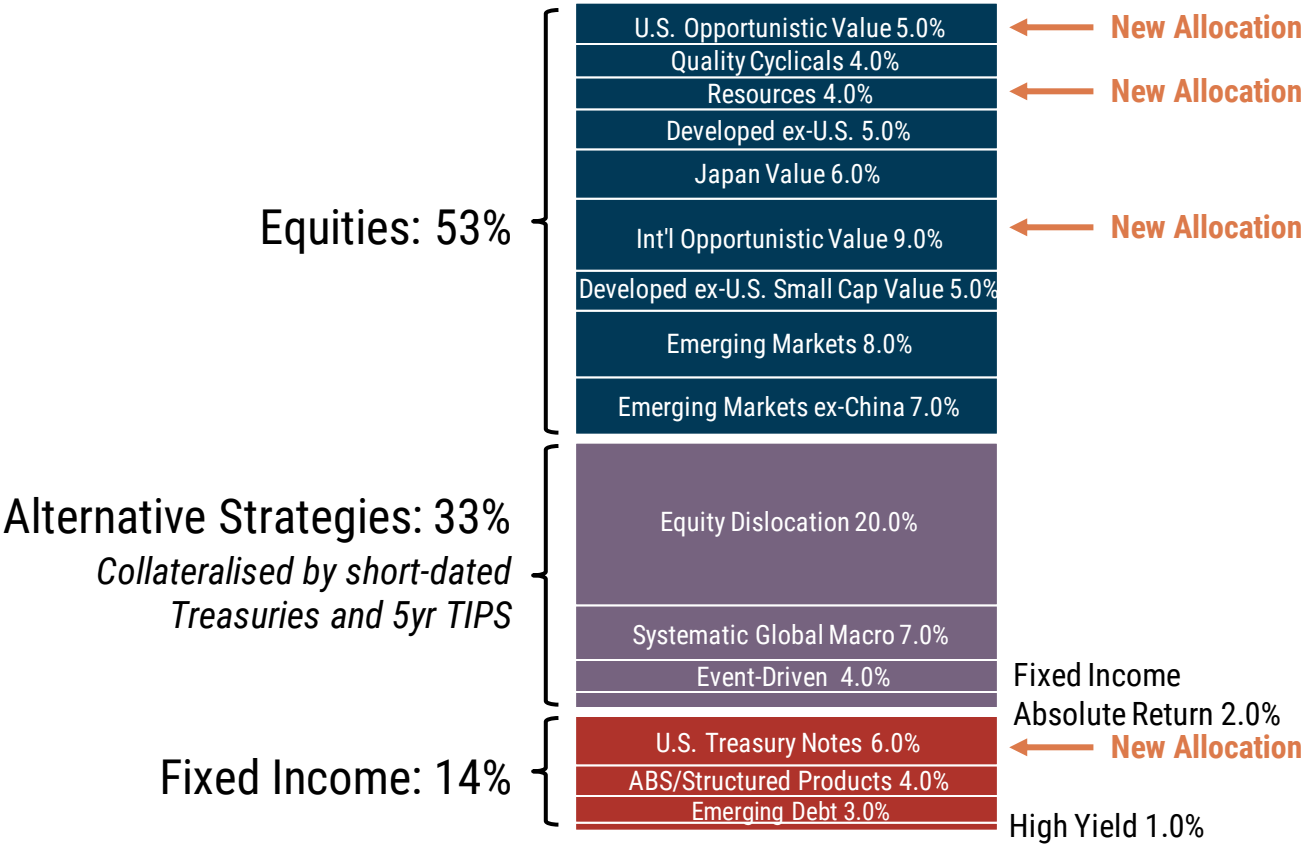 U.S. Opportunistic Value 5.0%
New Allocation
Quality Cyclicals 4.0%
Resources 4.0%
New Allocation
Developed ex-U.S. 5.0%
Japan Value 6.0%
Equities: 53%
Int'l Opportunistic Value 9.0%
New Allocation
Developed ex-U.S. Small Cap Value 5.0%
Emerging Markets 8.0%
Emerging Markets ex-China 7.0%
Alternative Strategies: 33%
Collateralised by short-dated
Treasuries and 5yr TIPS
Equity Dislocation 20.0%
Systematic Global Macro 7.0%
Event-Driven 4.0%
Fixed Income
Absolute Return 2.0%
Fixed Income: 14%
U.S. Treasury Notes 6.0%
New Allocation
ABS/Structured Products 4.0%
Emerging Debt 3.0%
High Yield 1.0%